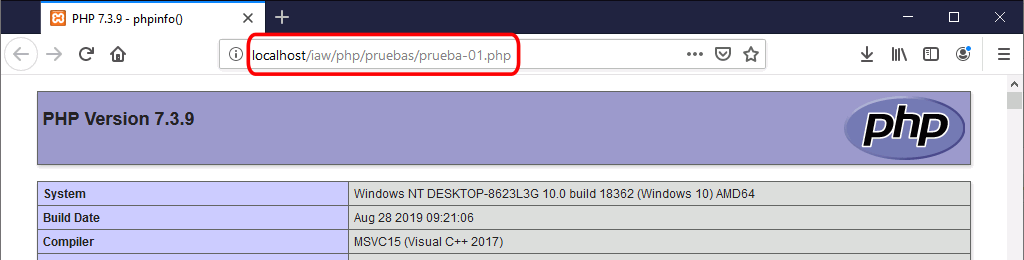 PHP 7.3.9 - phpinfo()
localhost/iaw/php/pruebas/prueba-01.php
PHP Version 7.3.9
php
System Windows NT DESKTOP-8623L3G 10.0 build 18362 (Windows 10) AMD64
Build Date Aug 28 2019 09:21:06
Compiler MSVC15 (Visual C++ 2017)